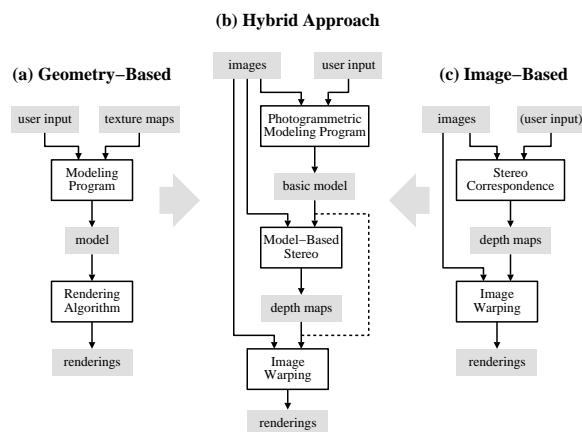 (b) Hybrid Approach
images
user input
Photogrammetric
Modeling Program
basic model
Model−Based
Stereo
depth maps
Image
Warping
renderings
(a) Geometry−Based
user input
texture maps
Modeling
Program
model
Rendering
Algorithm
renderings
(c) Image−Based
images
(user input)
Stereo
Correspondence
depth maps
Image
Warping
renderings